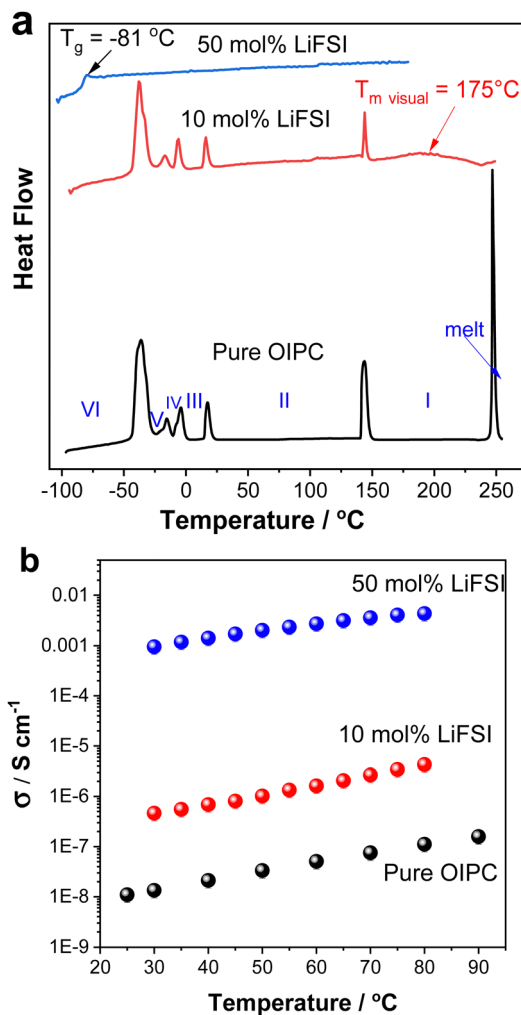 a
T_g = -81 ºC
50 mol% LiFSI
10 mol% LiFSI
T_m visual = 175°C
Heat Flow
Pure OIPC
melt
VI
V
IV
III
II
I
-100 -50 0 50 100 150 200 250
Temperature / ºC
b
50 mol% LiFSI
0.01
0.001
1E-4
10 mol% LiFSI
1E-5
σ / S cm⁻¹
1E-6
1E-7
Pure OIPC
1E-8
1E-9
20 30 40 50 60 70 80 90
Temperature / ºC